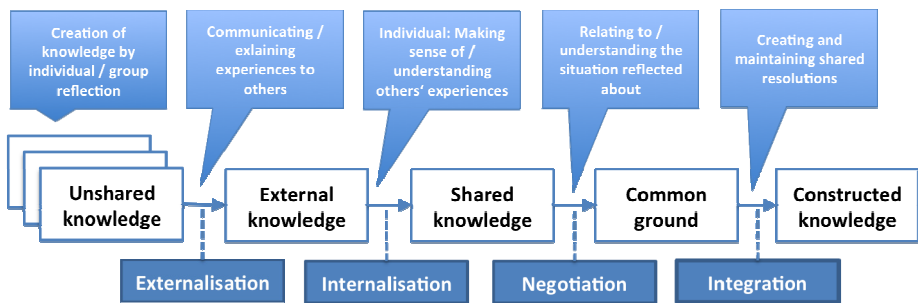 Creation of
knowledge by
individual / group
reflection
Communicating /
exlaining
experiences to
others
Individual: Making
sense of /
understanding
others‘ experiences
Relating to /
understanding the
situation reflected
about
Creating and
maintaining shared
resolutions
Unshared
knowledge
External
knowledge
Shared
knowledge
Common
ground
Constructed
knowledge
Externalisation
Internalisation
Negotiation
Integration